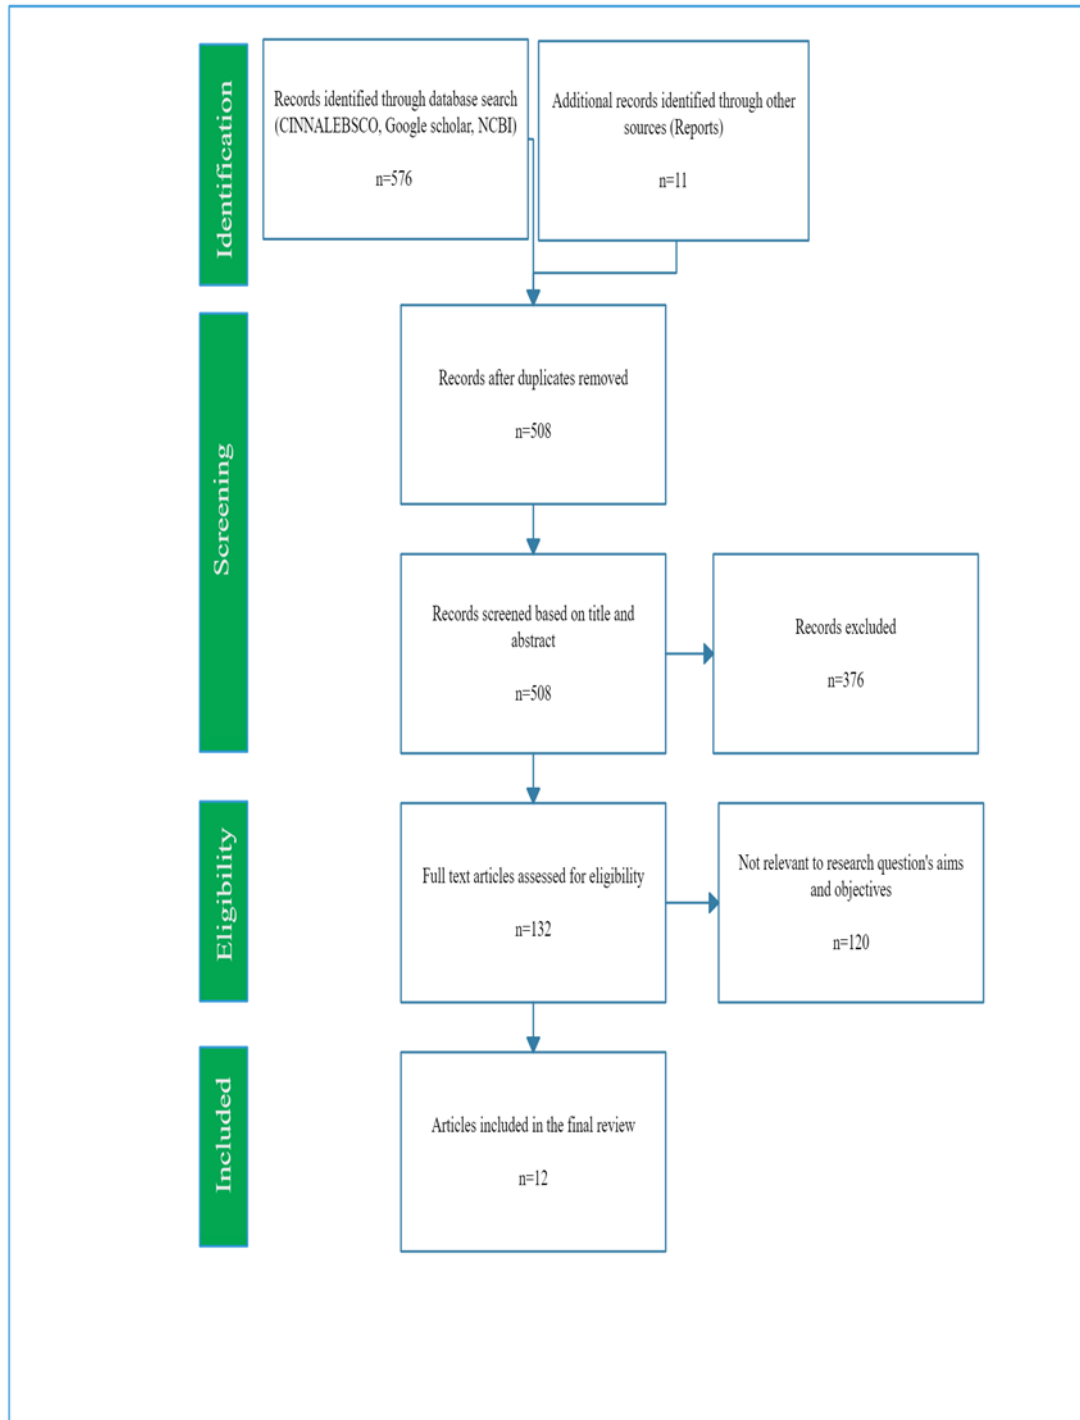 Identification
Records identified through database search
(CINNALEBSCO, Google scholar, NCBI)
n=576
Additional records identified through other
sources (Reports)
n=11
Screening
Records after duplicates removed
n=508
Records screened based on title and
abstract
n=508
Records excluded
n=376
Eligibility
Full text articles assessed for eligibility
n=132
Not relevant to research question's aims
and objectives
n=120
Included
Articles included in the final review
n=12